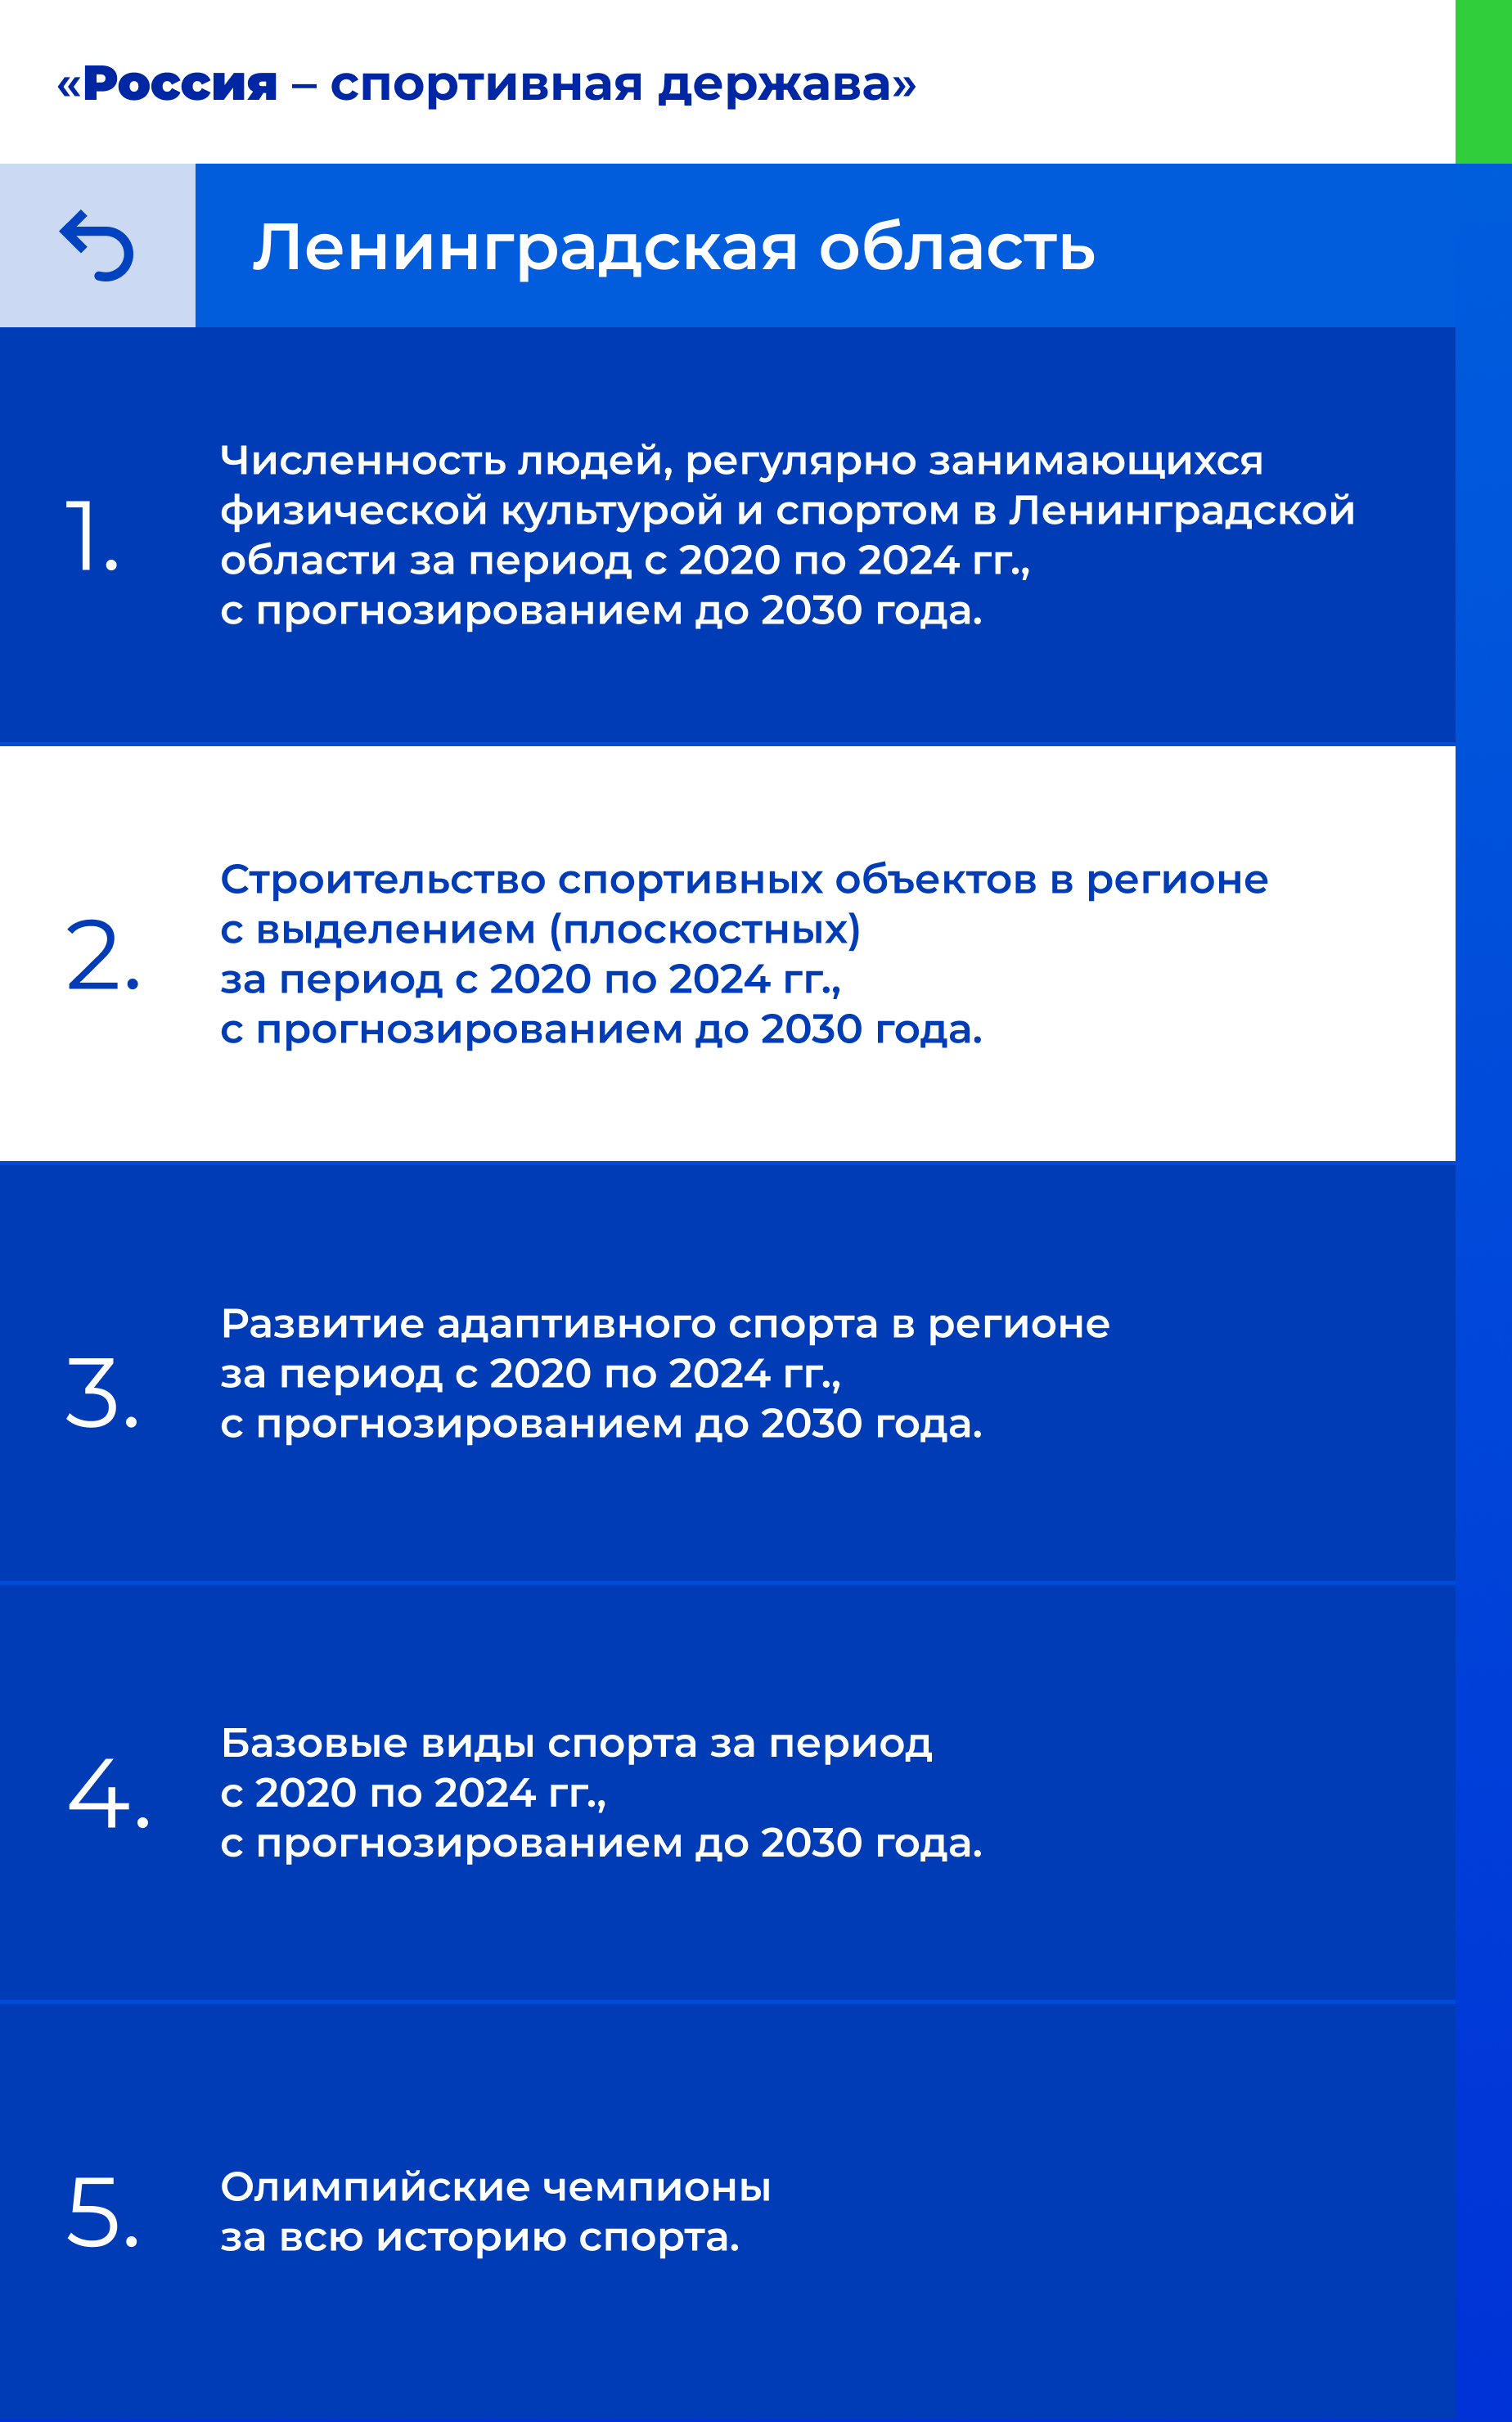 «Россия – спортивная держава»
Ленинградская область
1.
Численность людей, регулярно занимающихся
физической культурой и спортом в Ленинградской
области за период с 2020 по 2024 гг.,
с прогнозированием до 2030 года.
2.
Строительство спортивных объектов в регионе
с выделением (плоскостных)
за период с 2020 по 2024 гг.,
с прогнозированием до 2030 года.
3.
Развитие адаптивного спорта в регионе
за период с 2020 по 2024 гг.,
с прогнозированием до 2030 года.
4.
Базовые виды спорта за период
с 2020 по 2024 гг.,
с прогнозированием до 2030 года.
5.
Олимпийские чемпионы
за всю историю спорта.